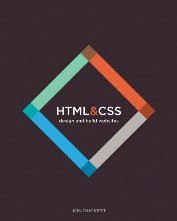 HTML&CSS
design and build websites
JON DUCKETT